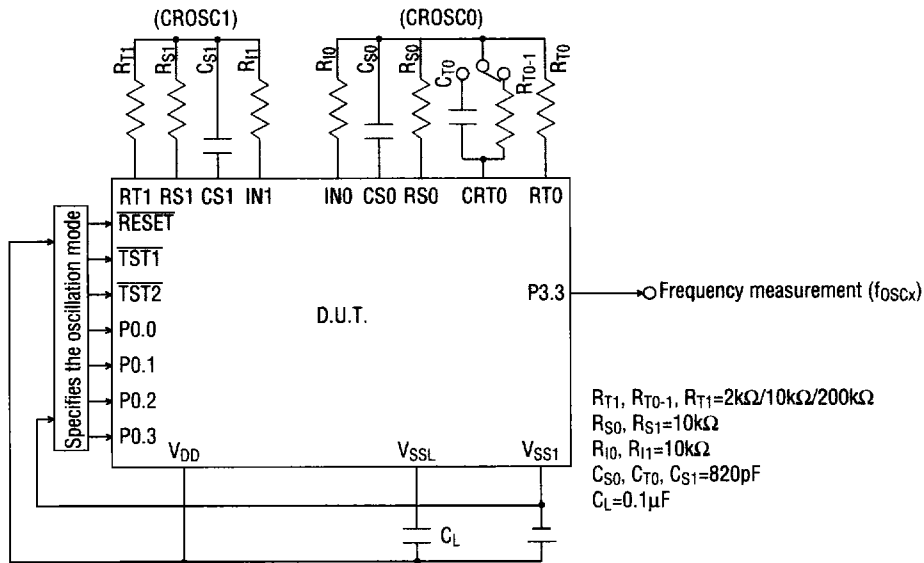 (CROSC1)
(CROSC0)
RT1
RS1
CS1
RI1
RI0
CS0
RS0
CT0
RT0-1
RT0
RT1 RS1 CS1 IN1 IN0 CS0 RS0 CRT0 RT0
Specifies the oscillation mode
RESET
TST1
TST2
P0.0
P0.1
P0.2
P0.3
D.U.T.
P3.3
Frequency measurement (fOSCx)
VDD
VSSL
VSS1
CL
RT1, RT0-1, RT1=2kΩ/10kΩ/200kΩ
RS0, RS1=10kΩ
RI0, RI1=10kΩ
CS0, CT0, CS1=820pF
CL=0.1µF